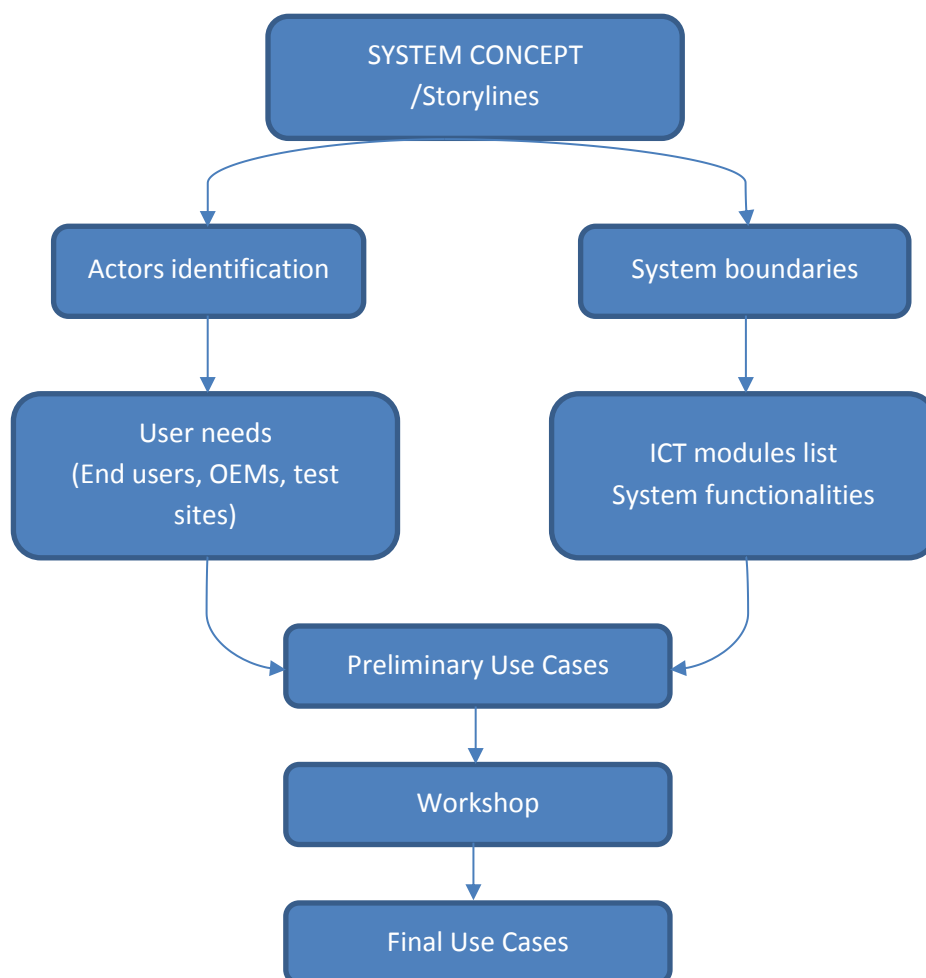 SYSTEM CONCEPT
/Storylines
Actors identification
System boundaries
User needs
(End users, OEMs, test
sites)
ICT modules list
System functionalities
Preliminary Use Cases
Workshop
Final Use Cases